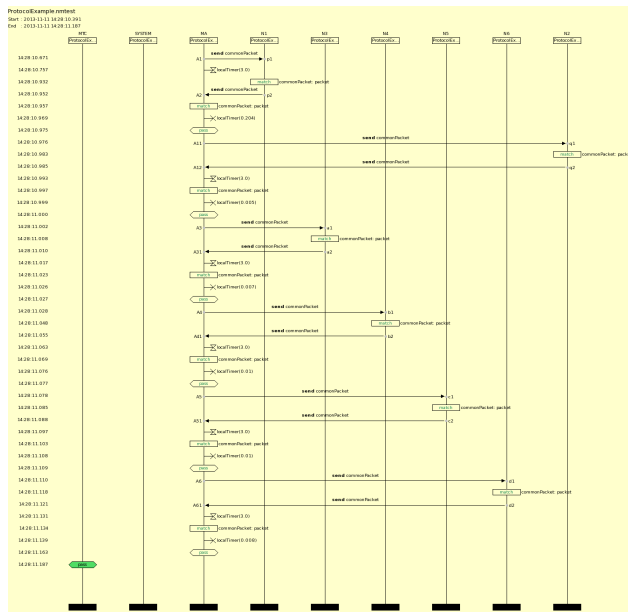 ProtocolExample.nmtest
Start : 2013-11-11 14:28:10.391
End : 2013-11-11 14:28:11.187
MTC SYSTEM MA N1 N3 N4 N5 N6 N2
ProtocolEx... ProtocolEx... ProtocolEx... ProtocolEx... ProtocolEx... ProtocolEx... ProtocolEx... ProtocolEx... ProtocolEx...
send commonPacket
14:28:10.671 A1 p1
14:28:10.757 localTimer(3.0)
14:28:10.932 match commonPacket: packet
send commonPacket
14:28:10.952 A2 p2
14:28:10.957 match commonPacket: packet
14:28:10.969 localTimer(0.204)
14:28:10.975 pass
send commonPacket
14:28:10.976 A11 q1
14:28:10.983 match commonPacket: pack
send commonPacket
14:28:10.985 A12 q2
14:28:10.993 localTimer(3.0)
14:28:10.997 match commonPacket: packet
14:28:10.999 localTimer(0.005)
14:28:11.000 pass
send commonPacket
14:28:11.002 A3 a1
14:28:11.008 match commonPacket: packet
send commonPacket
14:28:11.010 A31 a2
14:28:11.017 localTimer(3.0)
14:28:11.023 match commonPacket: packet
14:28:11.026 localTimer(0.007)
14:28:11.027 pass
send commonPacket
14:28:11.028 A4 b1
14:28:11.048 match commonPacket: packet
send commonPacket
14:28:11.055 A41 b2
14:28:11.063 localTimer(3.0)
14:28:11.069 match commonPacket: packet
14:28:11.076 localTimer(0.01)
14:28:11.077 pass
send commonPacket
14:28:11.078 A5 c1
14:28:11.085 match commonPacket: packet
send commonPacket
14:28:11.088 A51 c2
14:28:11.097 localTimer(3.0)
14:28:11.103 match commonPacket: packet
14:28:11.108 localTimer(0.01)
14:28:11.109 pass
send commonPacket
14:28:11.110 A6 d1
14:28:11.118 match commonPacket: packet
send commonPacket
14:28:11.121 A61 d2
14:28:11.131 localTimer(3.0)
14:28:11.134 match commonPacket: packet
14:28:11.139 localTimer(0.008)
14:28:11.163 pass
14:28:11.187 pass